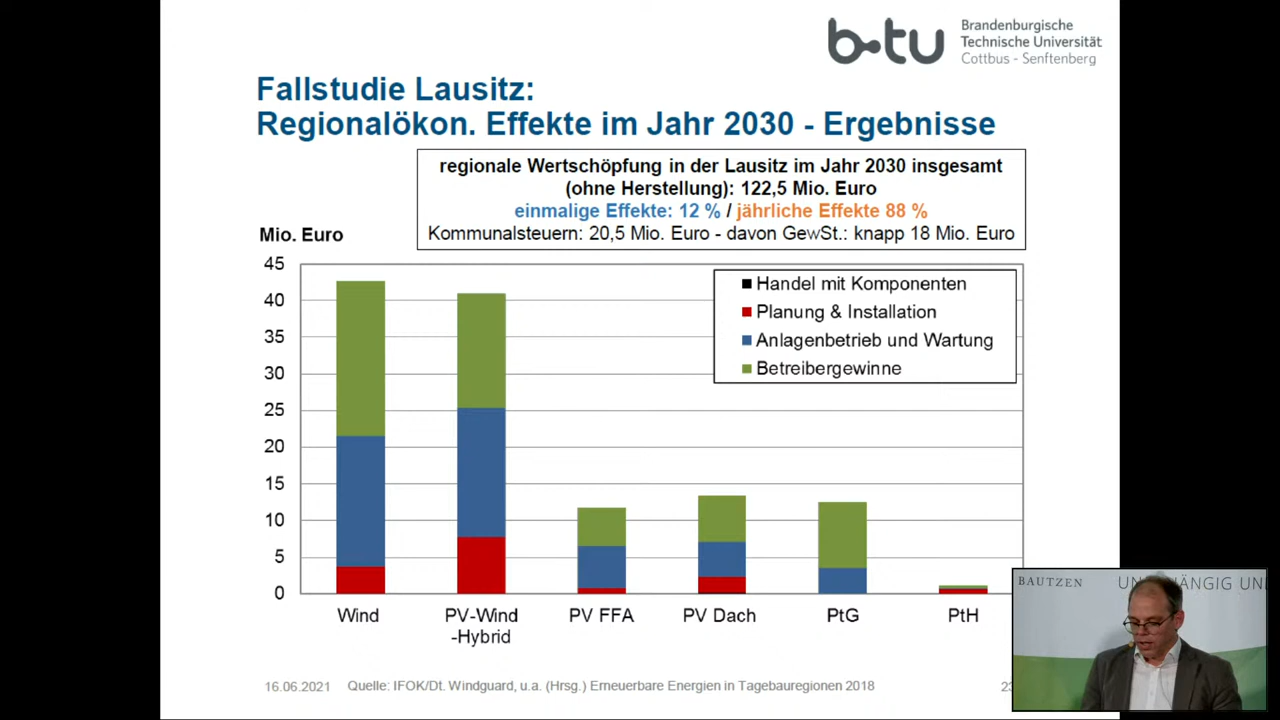 b-tu
Brandenburgische
Technische Universität
Cottbus - Senftenberg
Fallstudie Lausitz:
Regionalökon. Effekte im Jahr 2030 - Ergebnisse
regionale Wertschöpfung in der Lausitz im Jahr 2030 insgesamt
(ohne Herstellung): 122,5 Mio. Euro
einmalige Effekte: 12 % / jährliche Effekte 88 %
Kommunalsteuern: 20,5 Mio. Euro - davon GewSt.: knapp 18 Mio. Euro
Mio. Euro
45
40
35
30
25
20
15
10
5
0
Handel mit Komponenten
Planung & Installation
Anlagenbetrieb und Wartung
Betreibergewinne
Wind
PV-Wind
-Hybrid
PV FFA
PV Dach
PtG
PtH
16.06.2021
Quelle: IFOK/Dt. Windguard, u.a. (Hrsg.) Erneuerbare Energien in Tagebauregionen 2018
BAUTZEN